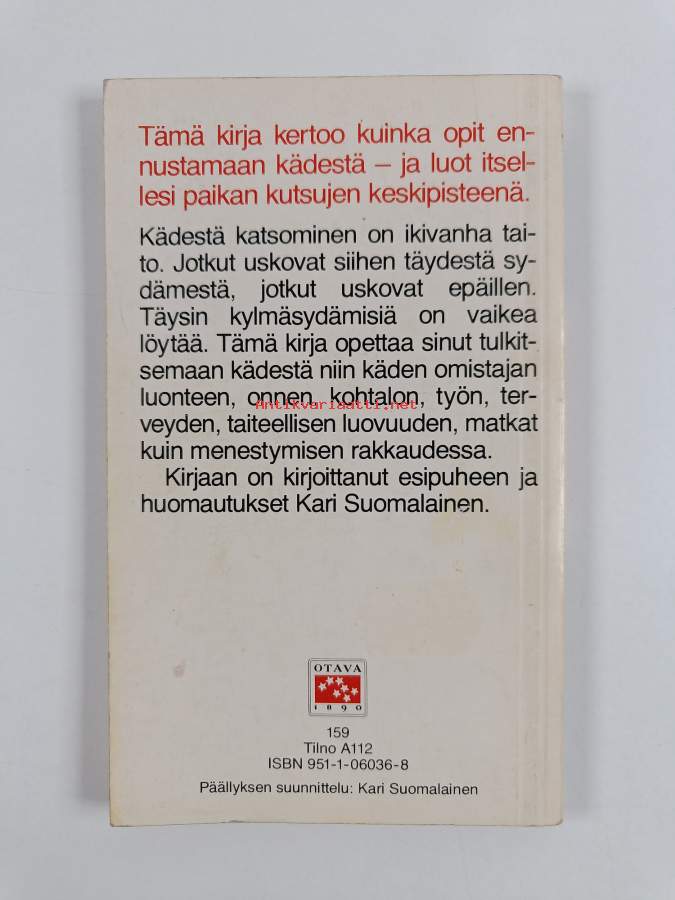 Tämä kirja kertoo kuinka opit en-
nustamaan kädestä – ja luot itsel-
lesi paikan kutsujen keskipisteenä.
Kädestä katsominen on ikivanha tai-
to. Jotkut uskovat siihen täydestä sy-
dämestä, jotkut uskovat epäillen.
Täysin kylmäsydämisiä on vaikea
löytää. Tämä kirja opettaa sinut tulkit-
semaan kädestä niin käden omistajan
luonteen, onnen, kohtalon, työn, ter-
Antikvariaatti.net
veyden, taiteellisen luovuuden, matkat
kuin menestymisen rakkaudessa.
Kirjaan on kirjoittanut esipuheen ja
huomautukset Kari Suomalainen.
OTAVA
1890
159
Tilno A112
ISBN 951-1-06036-8
Päällyksen suunnittelu: Kari Suomalainen